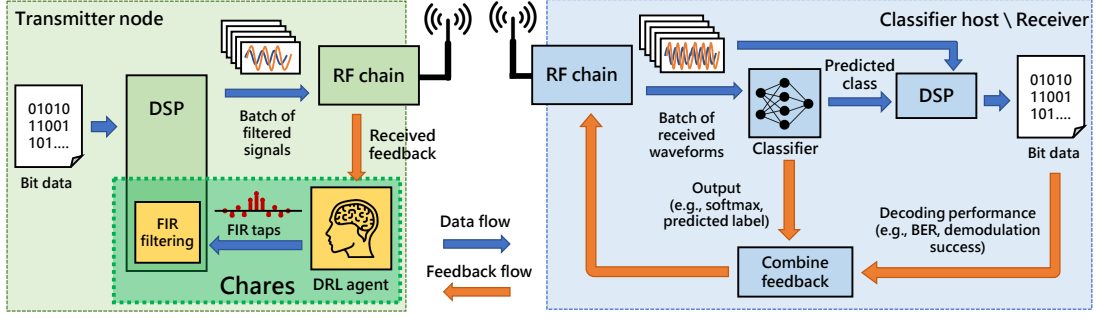 Transmitter node
01010
11001
101....
Bit data
DSP
Batch of
filtered
signals
RF chain
Received
feedback
FIR
filtering
FIR taps
DRL agent
Chares
Data flow
Feedback flow
Classifier host \ Receiver
RF chain
Batch of
received
waveforms
Classifier
Predicted
class
DSP
01010
11001
101....
Bit data
Output
(e.g., softmax,
predicted label)
Decoding performance
(e.g., BER, demodulation
success)
Combine
feedback